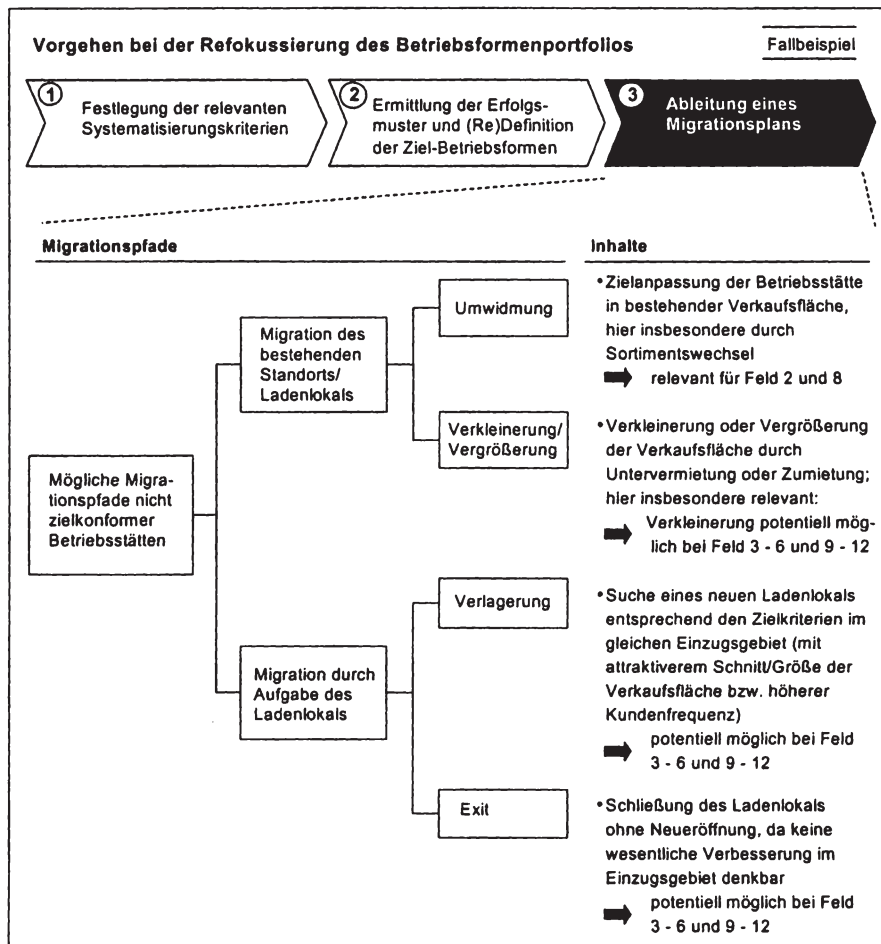 Vorgehen bei der Refokussierung des Betriebsformenportfolios
Fallbeispiel
1
Festlegung der relevanten
Systematisierungskriterien
2
Ermittlung der Erfolgs-
muster und (Re)Definition
der Ziel-Betriebsformen
3
Ableitung eines
Migrationsplans
Migrationspfade
Inhalte
Mögliche Migra-
tionspfade nicht
zielkonformer
Betriebsstätten
Migration des
bestehenden
Standorts/
Ladenlokals
Umwidmung
• Zielanpassung der Betriebsstätte
in bestehender Verkaufsfläche,
hier insbesondere durch
Sortimentswechsel
➡ relevant für Feld 2 und 8
Verkleinerung/
Vergrößerung
• Verkleinerung oder Vergrößerung
der Verkaufsfläche durch
Untervermietung oder Zumietung;
hier insbesondere relevant:
➡ Verkleinerung potentiell mög-
lich bei Feld 3 - 6 und 9 - 12
Migration durch
Aufgabe des
Ladenlokals
Verlagerung
• Suche eines neuen Ladenlokals
entsprechend den Zielkriterien im
gleichen Einzugsgebiet (mit
attraktiverem Schnitt/Größe der
Verkaufsfläche bzw. höherer
Kundenfrequenz)
➡ potentiell möglich bei Feld
3 - 6 und 9 - 12
Exit
• Schließung des Ladenlokals
ohne Neueröffnung, da keine
wesentliche Verbesserung im
Einzugsgebiet denkbar
➡ potentiell möglich bei Feld
3 - 6 und 9 - 12